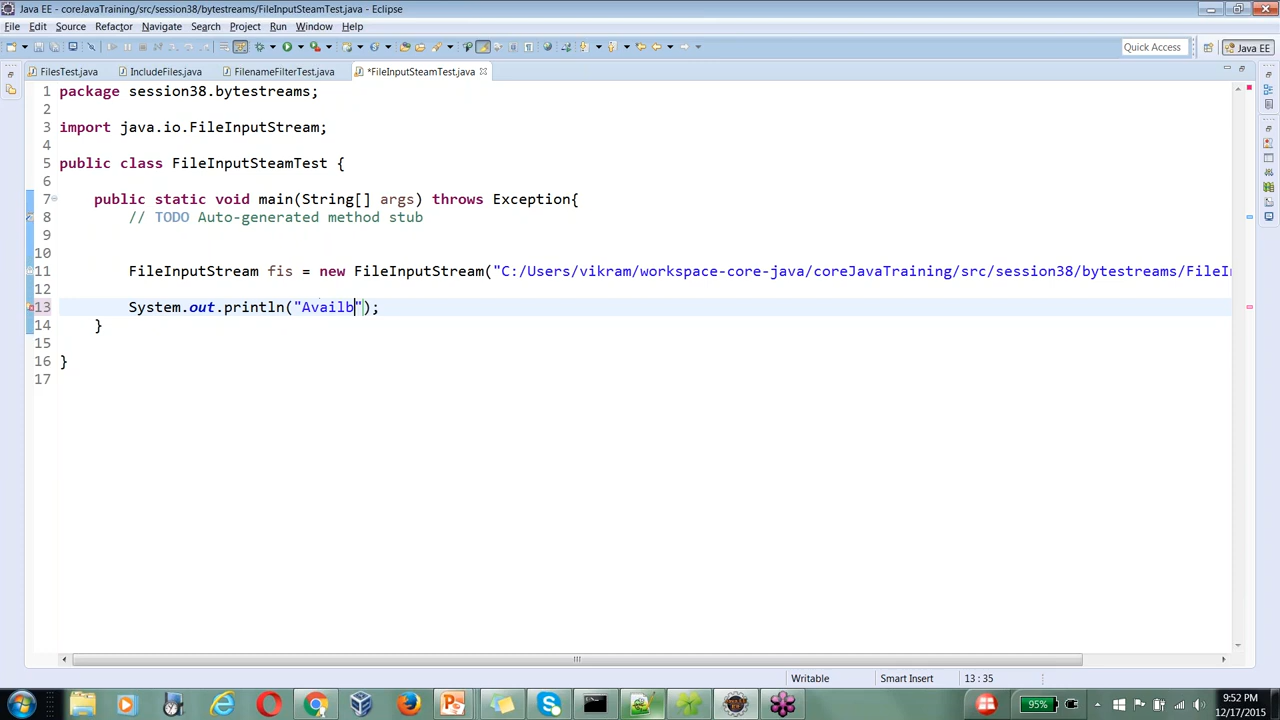 Java EE - coreJavaTraining/src/session38/bytestreams/FileInputSteamTest.java - Eclipse
File Edit Source Refactor Navigate Search Project Run Window Help
Quick Access Java EE
FilesTest.java IncludeFiles.java FilenameFilterTest.java *FileInputSteamTest.java
1 package session38.bytestreams;
2
3 import java.io.FileInputStream;
4
5 public class FileInputSteamTest {
6
7 public static void main(String[] args) throws Exception{
8 // TODO Auto-generated method stub
9
10
11 FileInputStream fis = new FileInputStream("C:/Users/vikram/workspace-core-java/coreJavaTraining/src/session38/bytestreams/FileIn
12
13 System.out.println("Availb");
14 }
15
16 }
17
Writable Smart Insert 13 : 35
95% 9:52 PM
12/17/2015